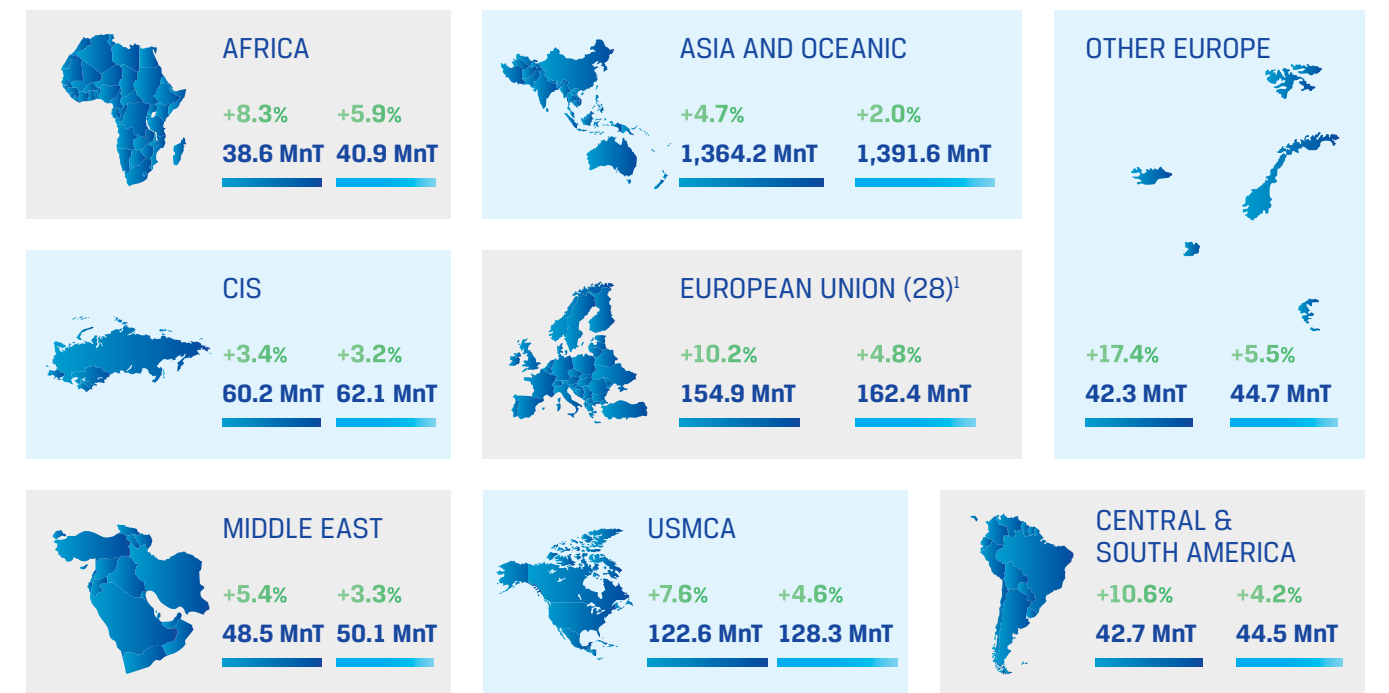 AFRICA
+8.3% +5.9%
38.6 MnT 40.9 MnT
ASIA AND OCEANIC
+4.7% +2.0%
1,364.2 MnT 1,391.6 MnT
OTHER EUROPE
+17.4% +5.5%
42.3 MnT 44.7 MnT
CIS
+3.4% +3.2%
60.2 MnT 62.1 MnT
EUROPEAN UNION (28)¹
+10.2% +4.8%
154.9 MnT 162.4 MnT
MIDDLE EAST
+5.4% +3.3%
48.5 MnT 50.1 MnT
USMCA
+7.6% +4.6%
122.6 MnT 128.3 MnT
CENTRAL &
SOUTH AMERICA
+10.6% +4.2%
42.7 MnT 44.5 MnT